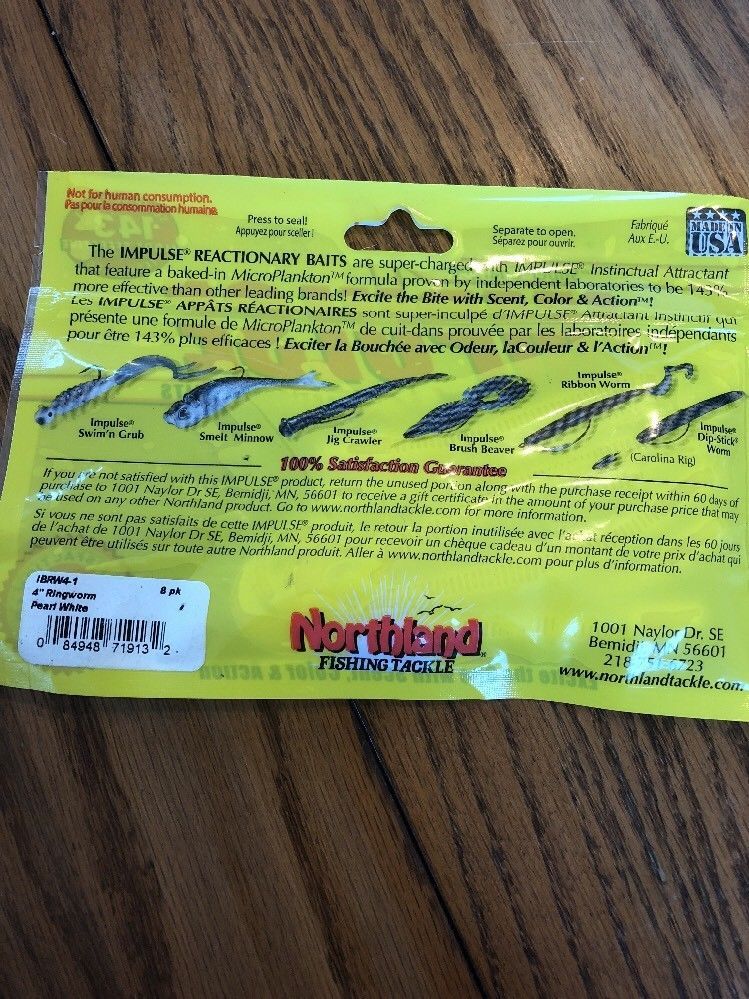 Not for human consumption.
Pas pour la consommation humaine.
Press to seal!
Appuyez pour sceller!
Separate to open.
Séparez pour ouvrir.
Fabriqué
Aux E.-U.
MADE IN
USA
The IMPULSE® REACTIONARY BAITS are super-charged with IMPULSE® Instinctual Attractant
that feature a baked-in MicroPlankton™ formula proven by independent laboratories to be 143%
more effective than other leading brands! Excite the Bite with Scent, Color & Action™!
Les IMPULSE® APPÂTS RÉACTIONAIRES sont super-inculpé d'IMPULSE® Attractant Instinctif qui
présente une formule de MicroPlankton™ de cuit-dans prouvée par les laboratoires indépendants
pour être 143% plus efficaces ! Exciter la Bouchée avec Odeur, laCouleur & l'Action™!
Impulse®
Swim'n Grub
Impulse®
Smelt Minnow
Impulse®
Jig Crawler
Impulse®
Brush Beaver
Impulse®
Ribbon Worm
(Carolina Rig)
Impulse®
Dip-Stick®
Worm
100% Satisfaction Guarantee
If you are not satisfied with this IMPULSE® product, return the unused portion along with the purchase receipt within 60 days of
purchase to 1001 Naylor Dr SE, Bemidji, MN, 56601 to receive a gift certificate in the amount of your purchase price that may
be used on any other Northland product. Go to www.northlandtackle.com for more information.
Si vous ne sont pas satisfaits de cette IMPULSE® produit, le retour la portion inutilisée avec l'achat réception dans les 60 jours
de l'achat de 1001 Naylor Dr SE, Bemidji, MN, 56601 pour recevoir un chèque cadeau d'un montant de votre prix d'achat qui
peuvent être utilisés sur toute autre Northland produit. Aller à www.northlandtackle.com pour plus d'information.
IBRW4-1
4" Ringworm 8 pk
Pearl White
0 84948 71913 2
Northland
FISHING TACKLE
1001 Naylor Dr. SE
Bemidji MN 56601
218
www.northlandtackle.com